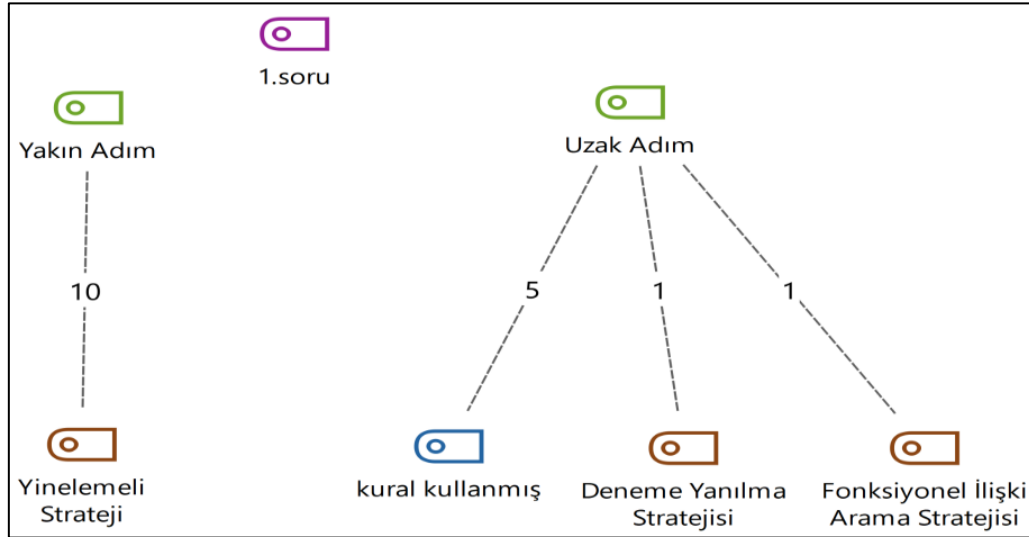 1.soru
Yakın Adım
Uzak Adım
10
5
1
1
Yinelemeli
Strateji
kural kullanmış
Deneme Yanılma
Stratejisi
Fonksiyonel İlişki
Arama Stratejisi